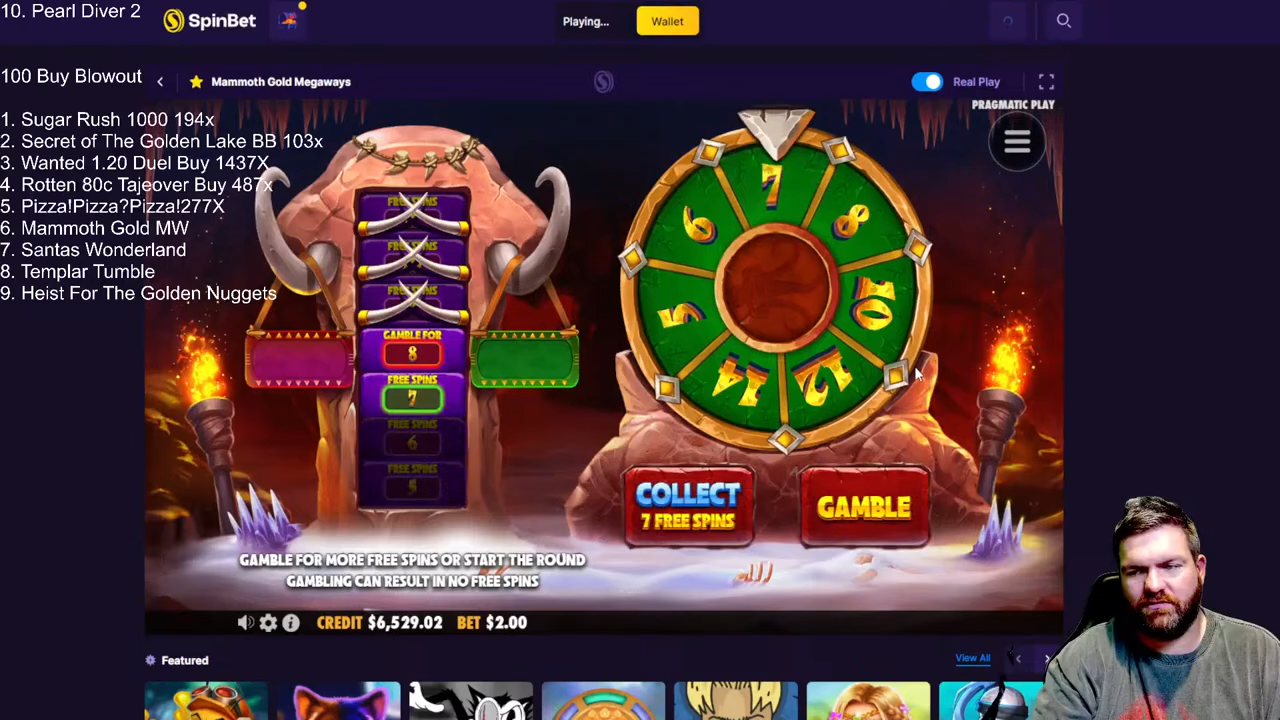 10. Pearl Diver 2
SpinBet
Playing...
Wallet
100 Buy Blowout
Mammoth Gold Megaways
Real Play
PRAGMATIC PLAY
1. Sugar Rush 1000 194x
2. Secret of The Golden Lake BB 103x
3. Wanted 1.20 Duel Buy 1437X
4. Rotten 80c Tajeover Buy 487x
5. Pizza!Pizza?Pizza!277X
6. Mammoth Gold MW
7. Santas Wonderland
8. Templar Tumble
9. Heist For The Golden Nuggets
FREE SPINS
FREE SPINS
FREE SPINS
GAMBLE FOR
8
FREE SPINS
7
FREE SPINS
6
FREE SPINS
5
7
8
10
12
14
5
6
COLLECT
7 FREE SPINS
GAMBLE
GAMBLE FOR MORE FREE SPINS OR START THE ROUND
GAMBLING CAN RESULT IN NO FREE SPINS
CREDIT $6,529.02 BET $2.00
Featured
View All